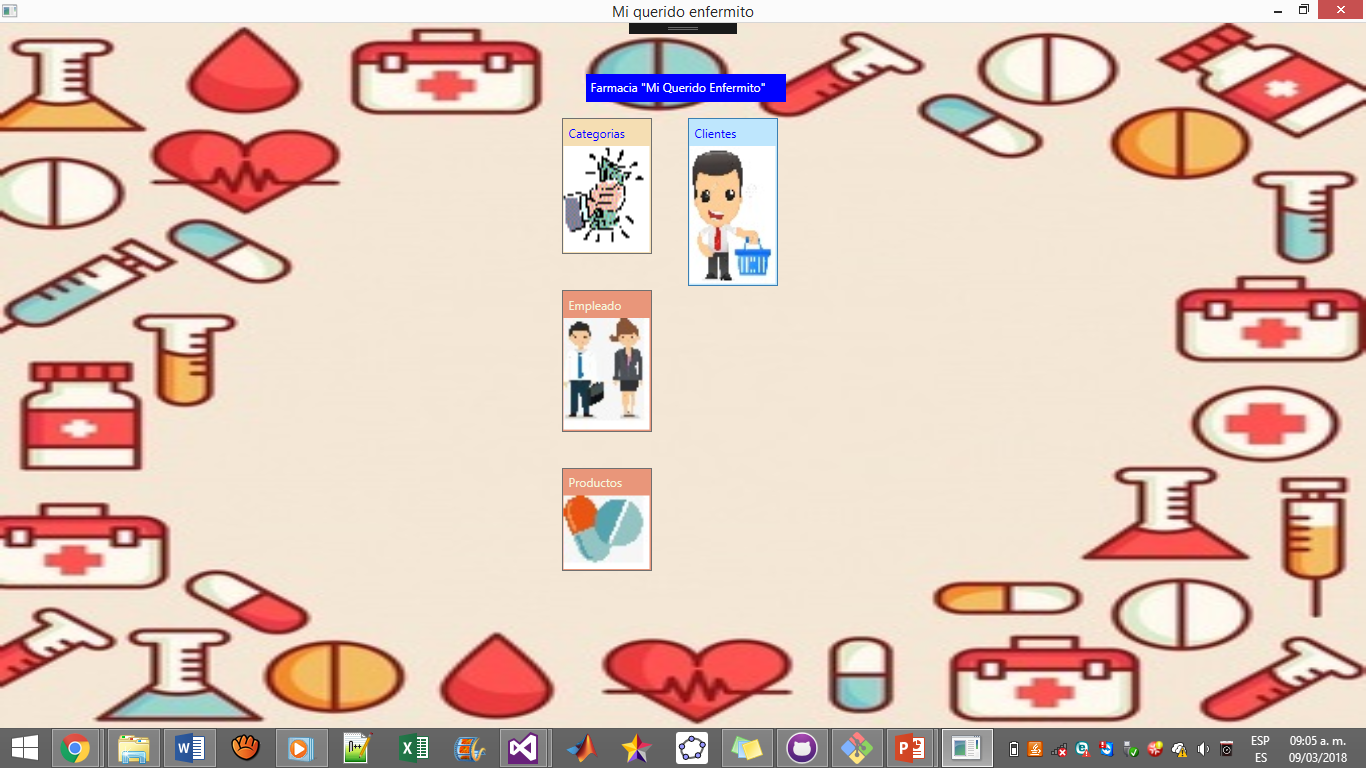 Mi querido enfermito
Farmacia "Mi Querido Enfermito"
Categorias
Clientes
Empleado
Productos
ESP
ES
09:05 a. m.
09/03/2018